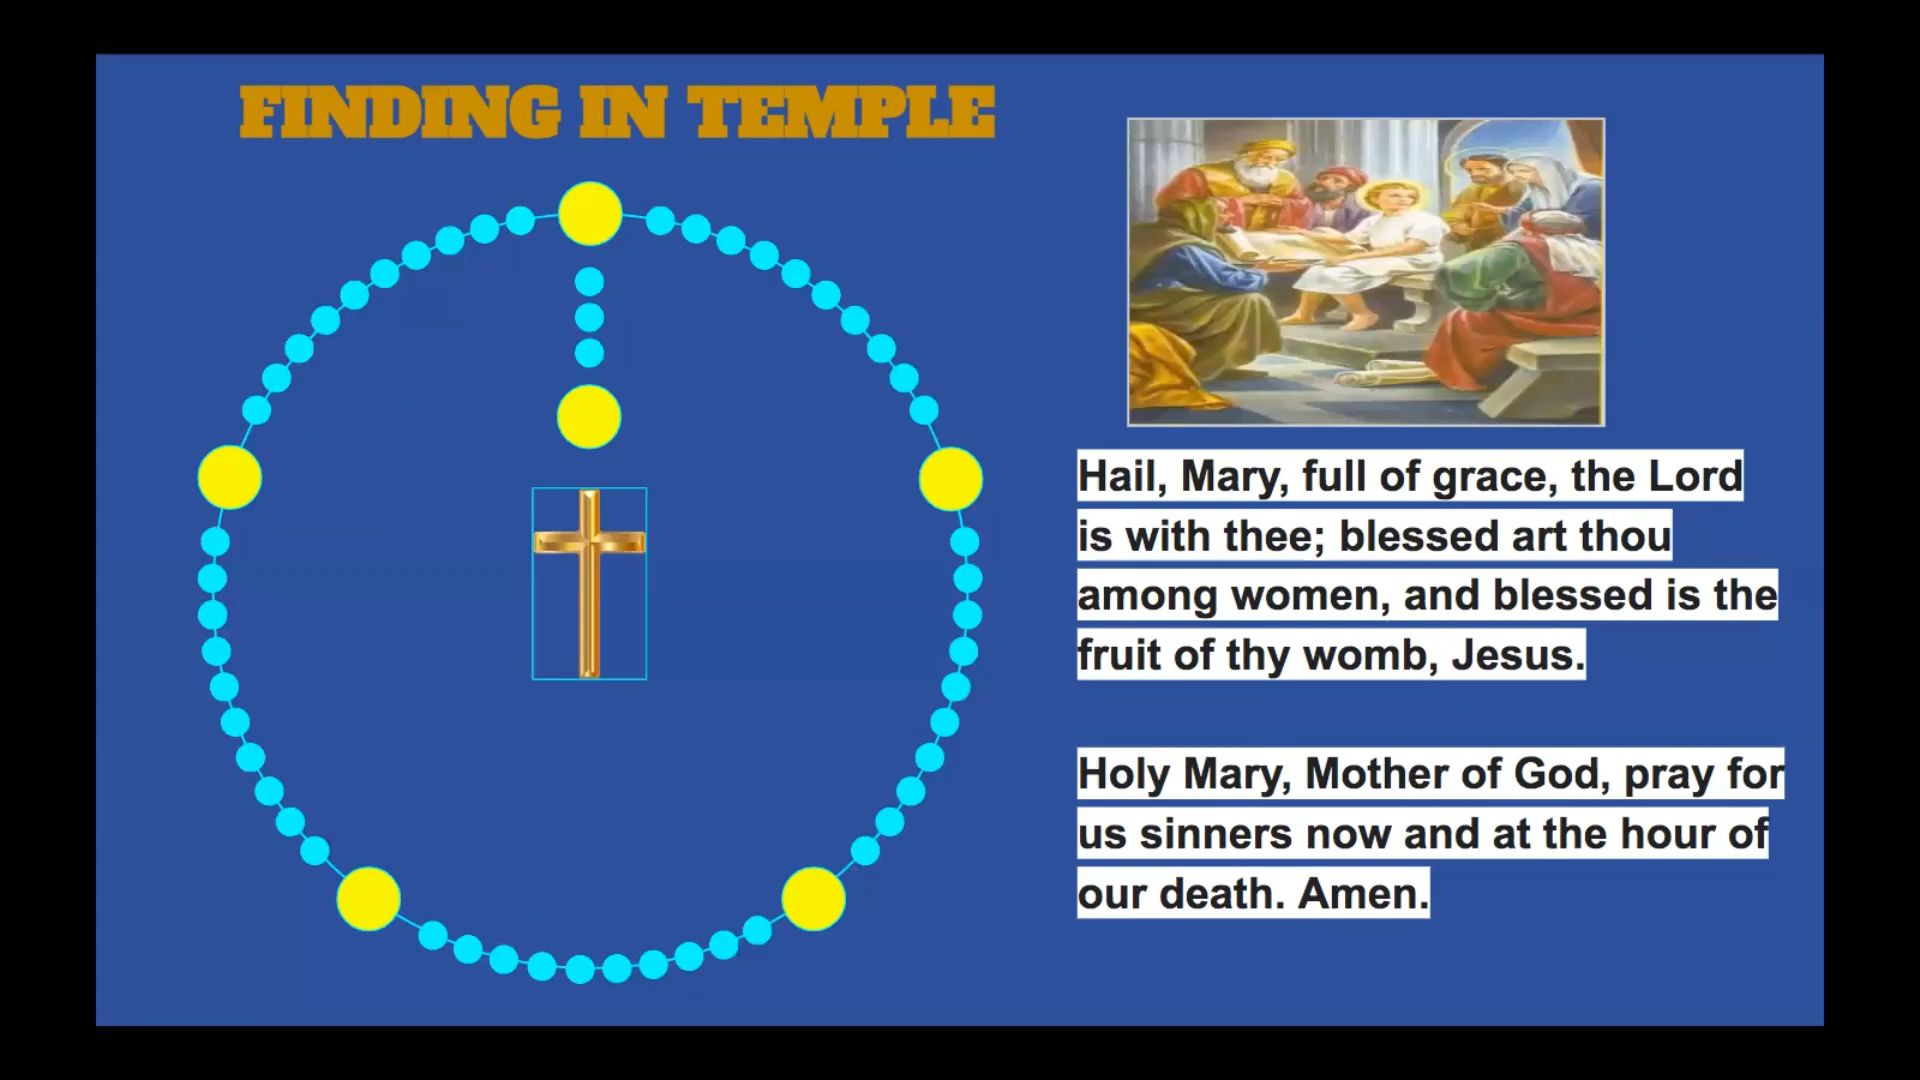 FINDING IN TEMPLE
Hail, Mary, full of grace, the Lord
is with thee; blessed art thou
among women, and blessed is the
fruit of thy womb, Jesus.
Holy Mary, Mother of God, pray for
us sinners now and at the hour of
our death. Amen.